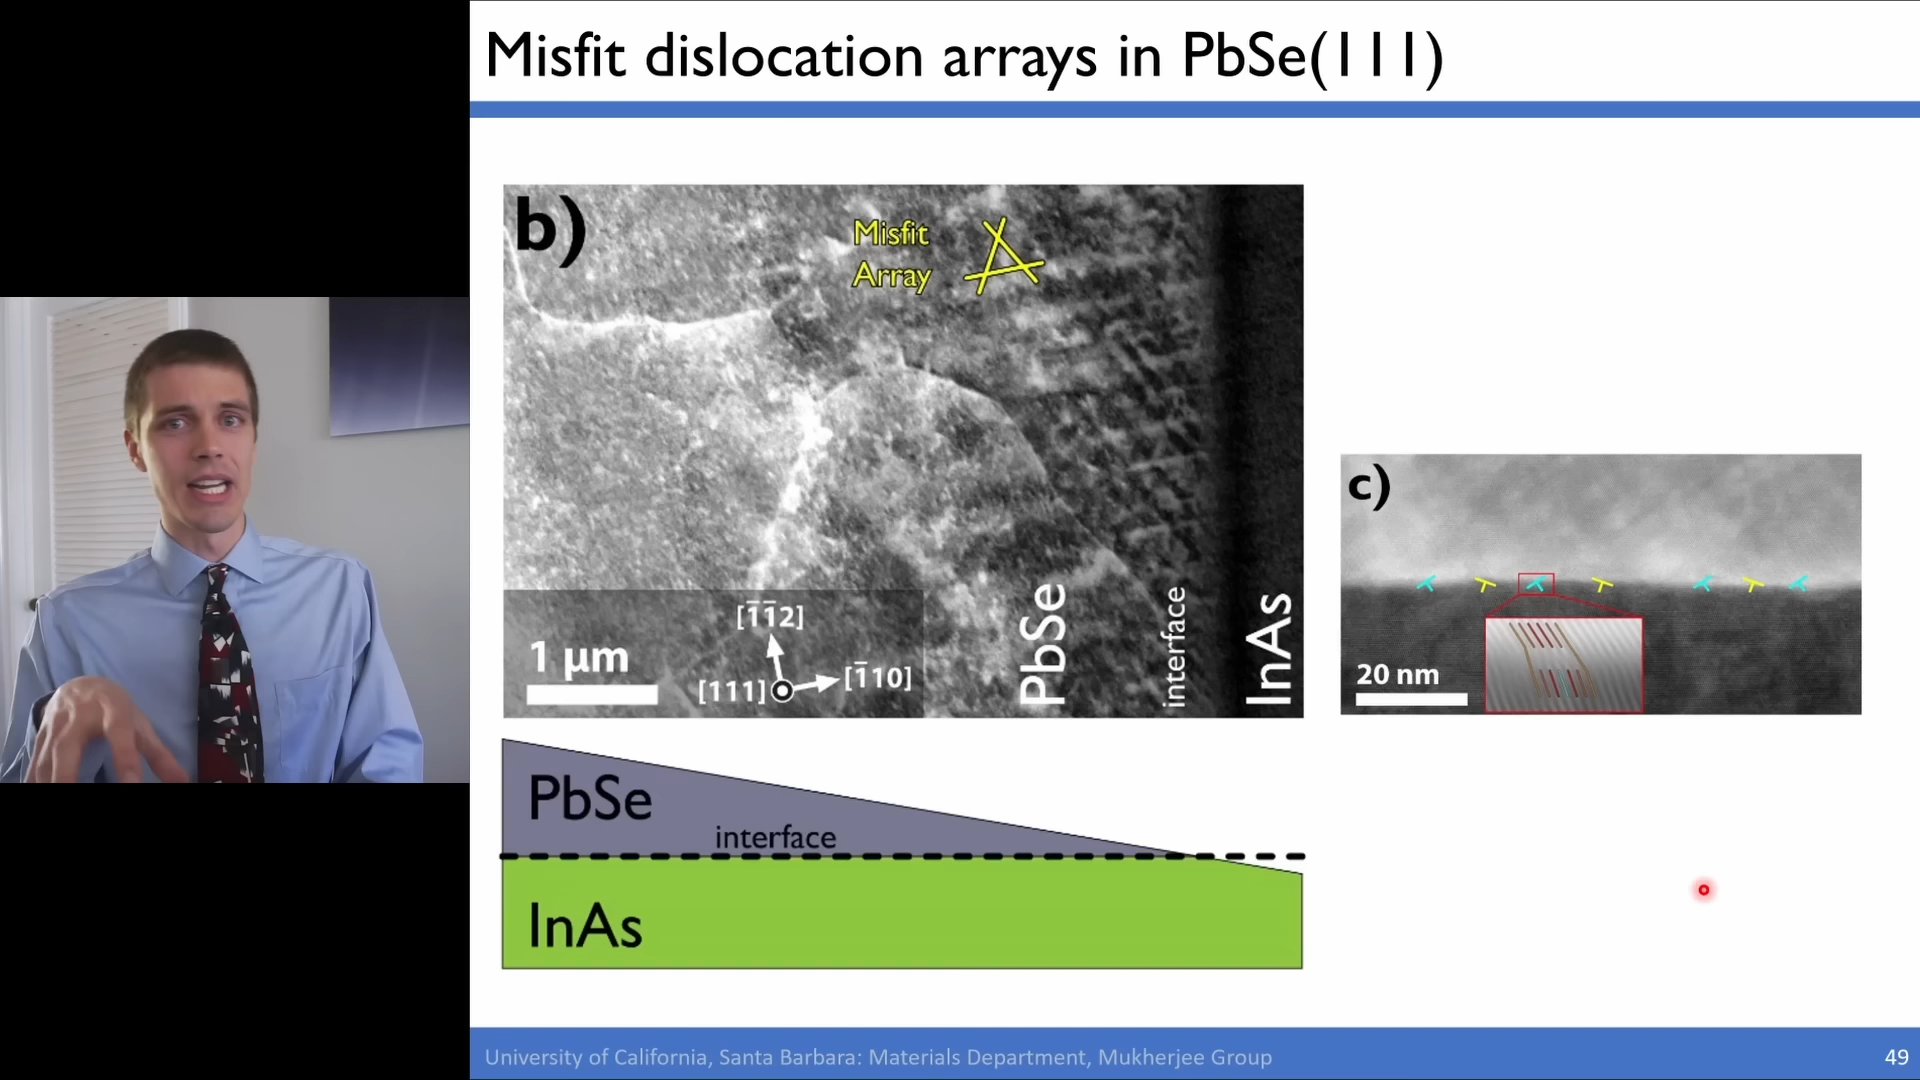 Misfit dislocation arrays in PbSe(111)
b)
Misfit
Array
[1̅1̅2]
1 μm
[111]
[1̅10]
PbSe
interface
InAs
c)
20 nm
PbSe
interface
InAs
University of California, Santa Barbara: Materials Department, Mukherjee Group
49